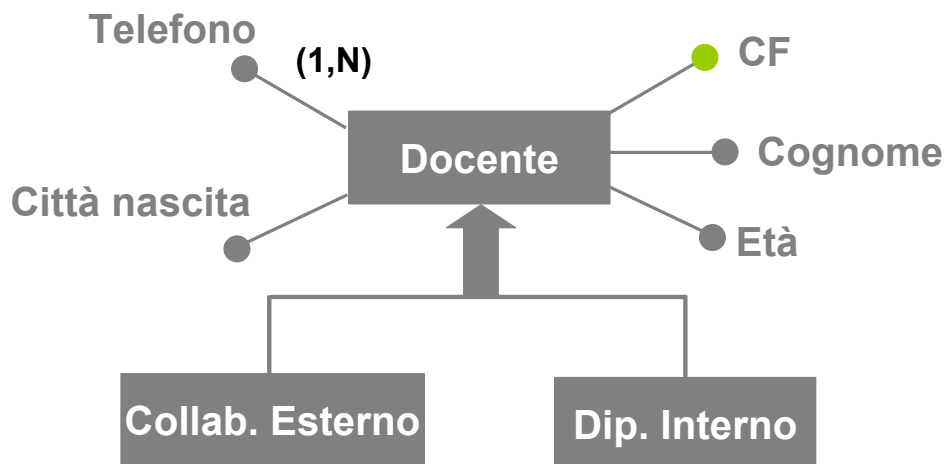 Telefono
(1,N)
CF
Docente
Cognome
Città nascita
Età
Collab. Esterno
Dip. Interno